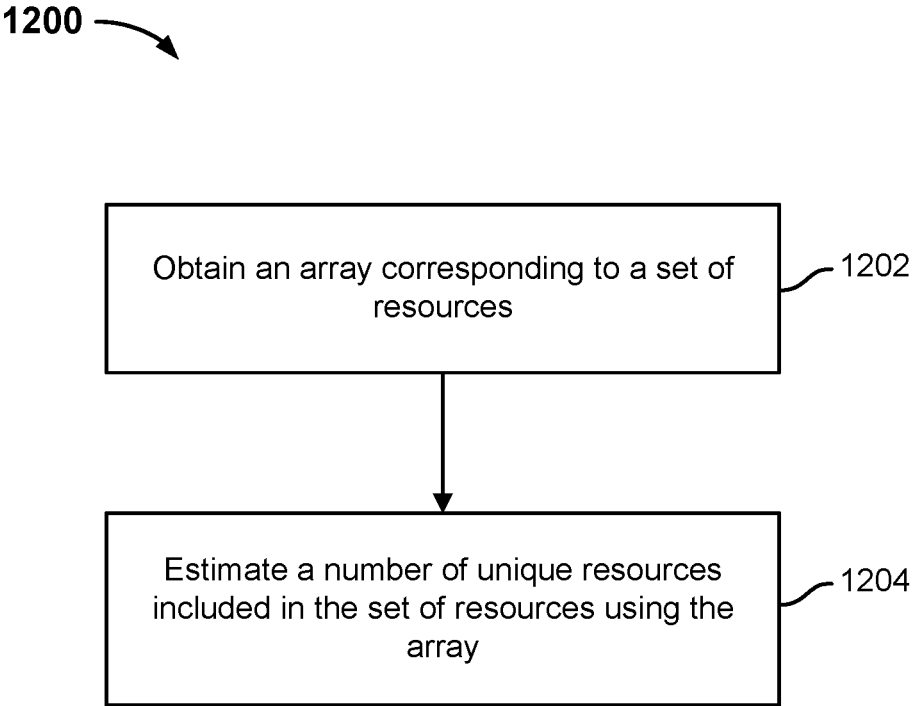 1200
Obtain an array corresponding to a set of
resources
1202
Estimate a number of unique resources
included in the set of resources using the
array
1204